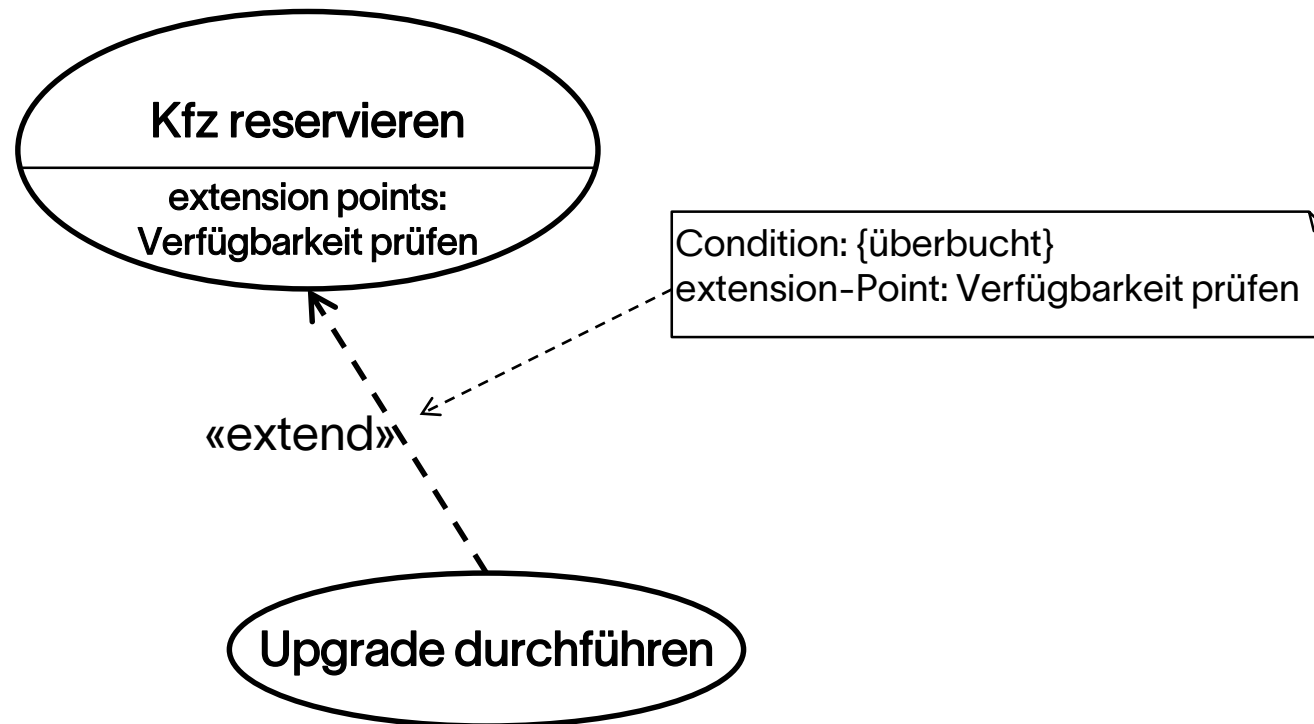 Kfz reservieren
extension points:
Verfügbarkeit prüfen
Condition: {überbucht}
extension-Point: Verfügbarkeit prüfen
«extend»
Upgrade durchführen